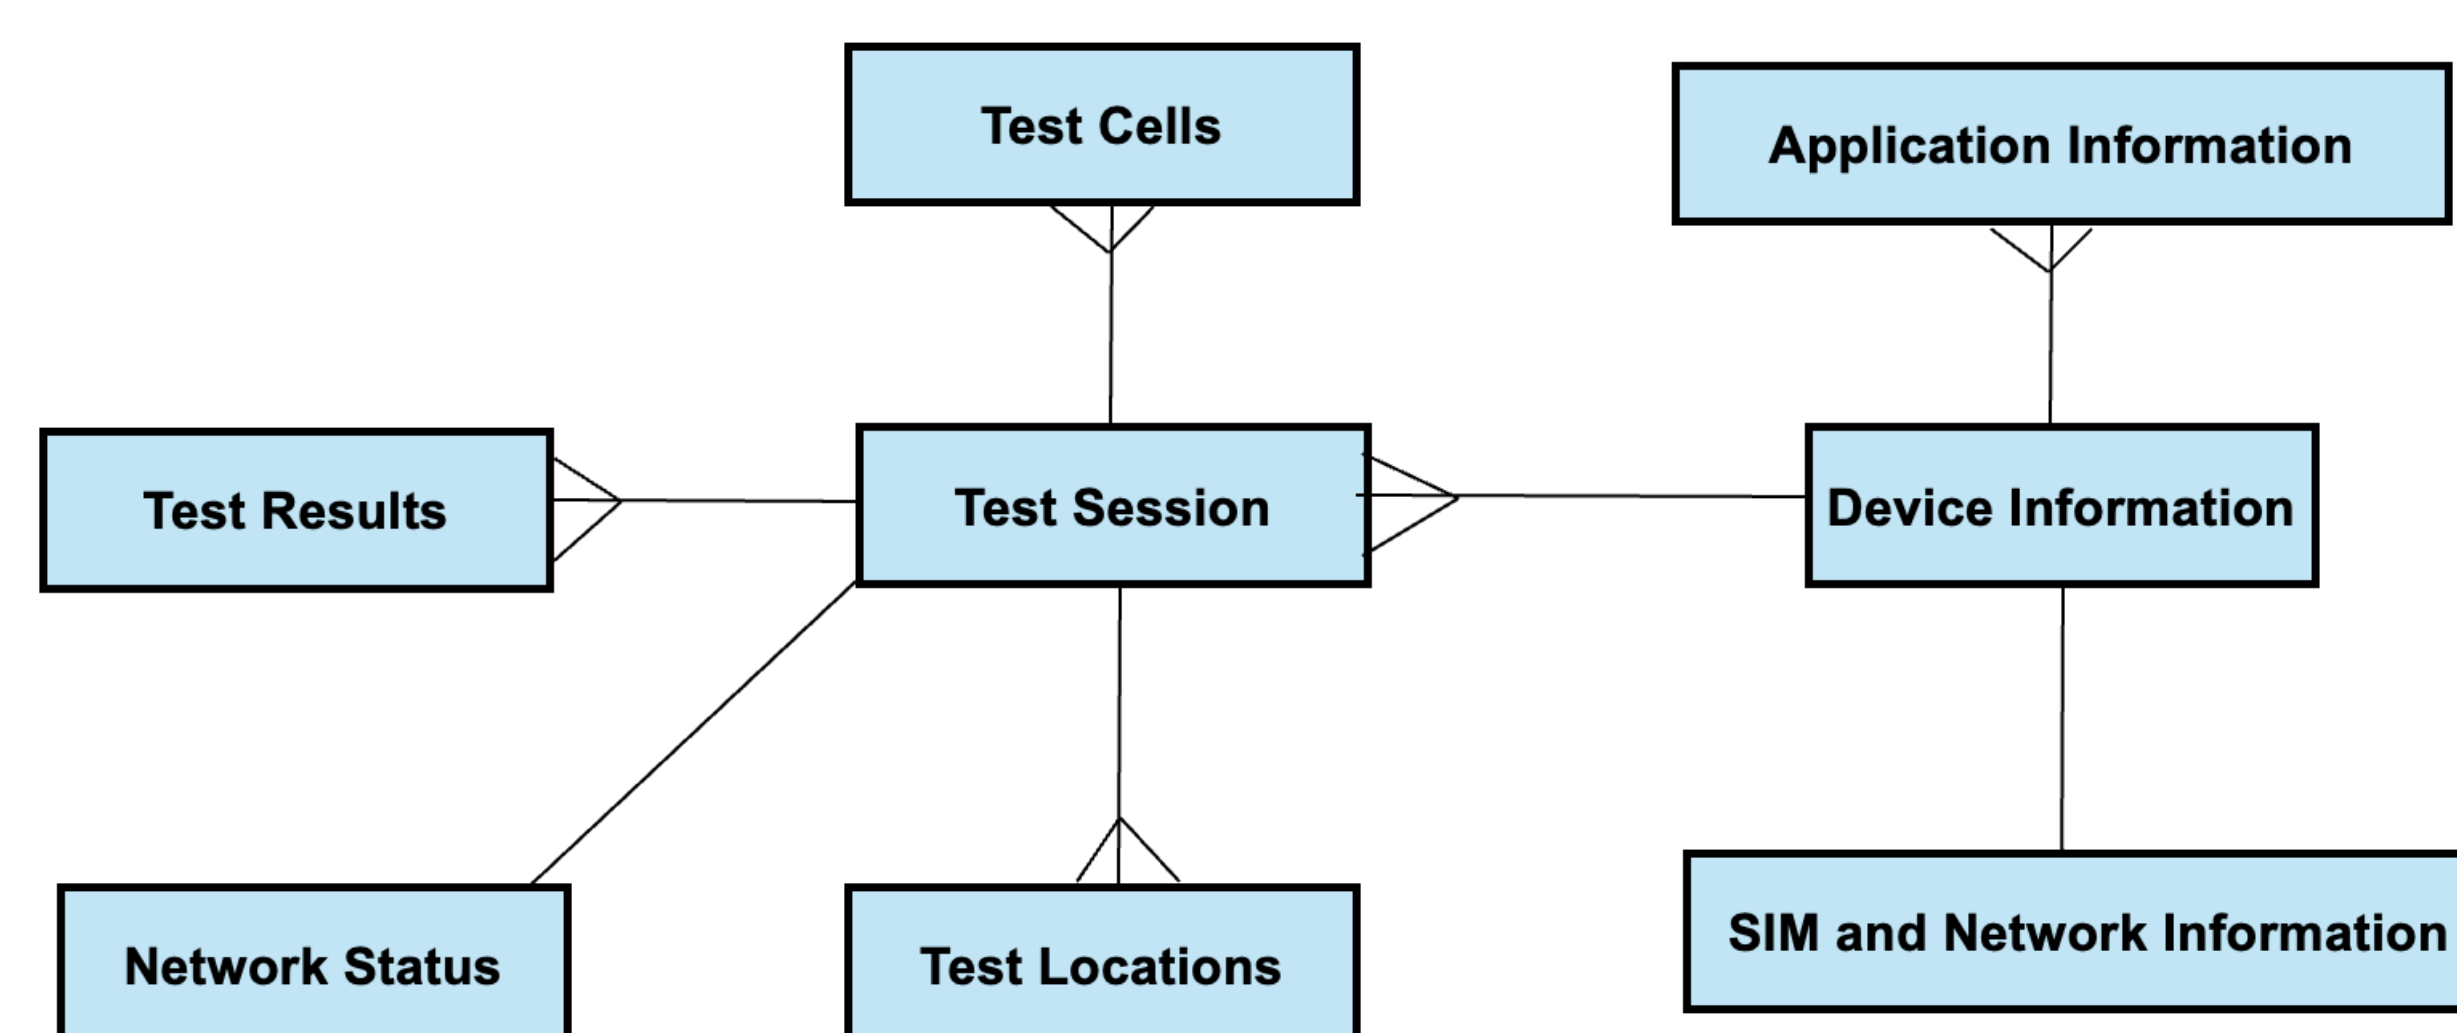 Test Cells
Application Information
Test Results
Test Session
Device Information
Network Status
Test Locations
SIM and Network Information